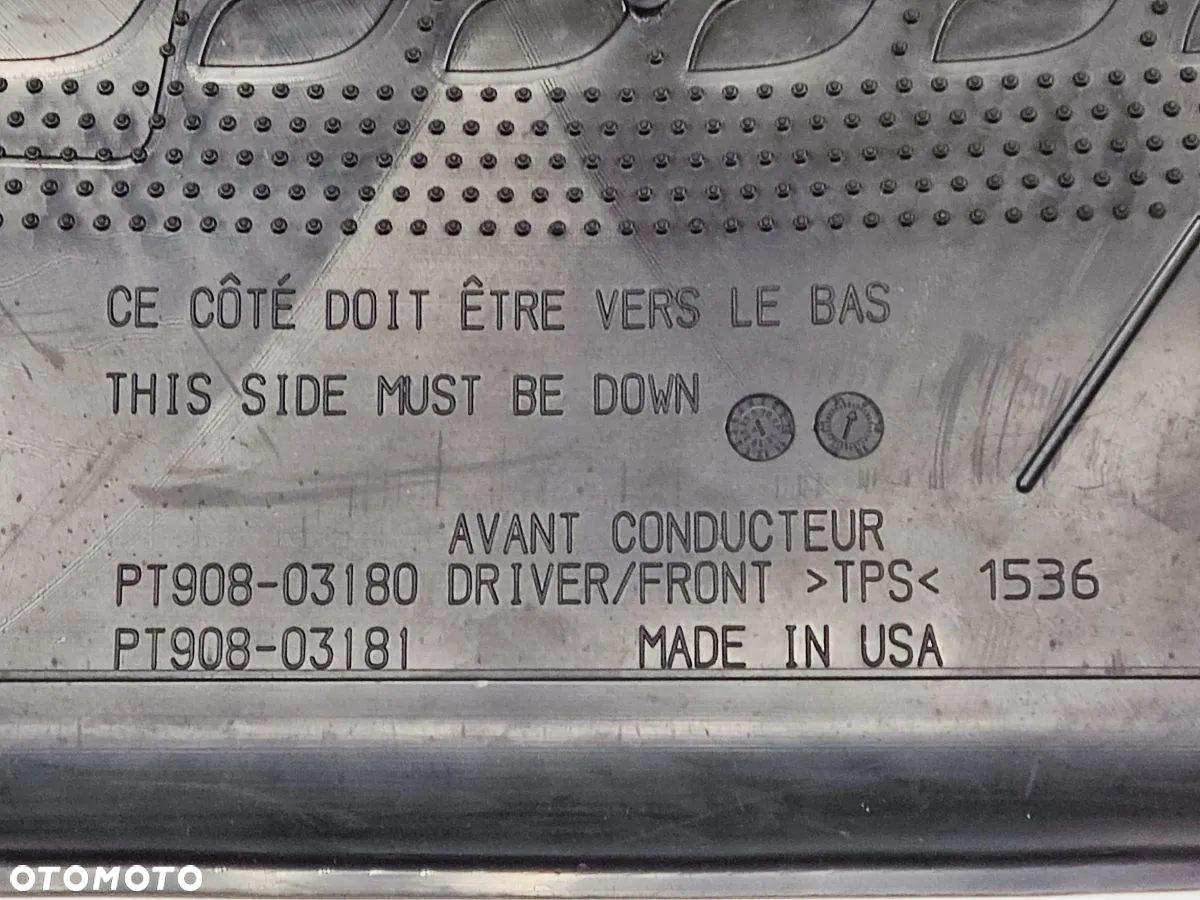 CE CÔTÉ DOIT ÊTRE VERS LE BAS
THIS SIDE MUST BE DOWN
AVANT CONDUCTEUR
PT908-03180 DRIVER/FRONT >TPS< 1536
PT908-03181 MADE IN USA
OTOMOTO